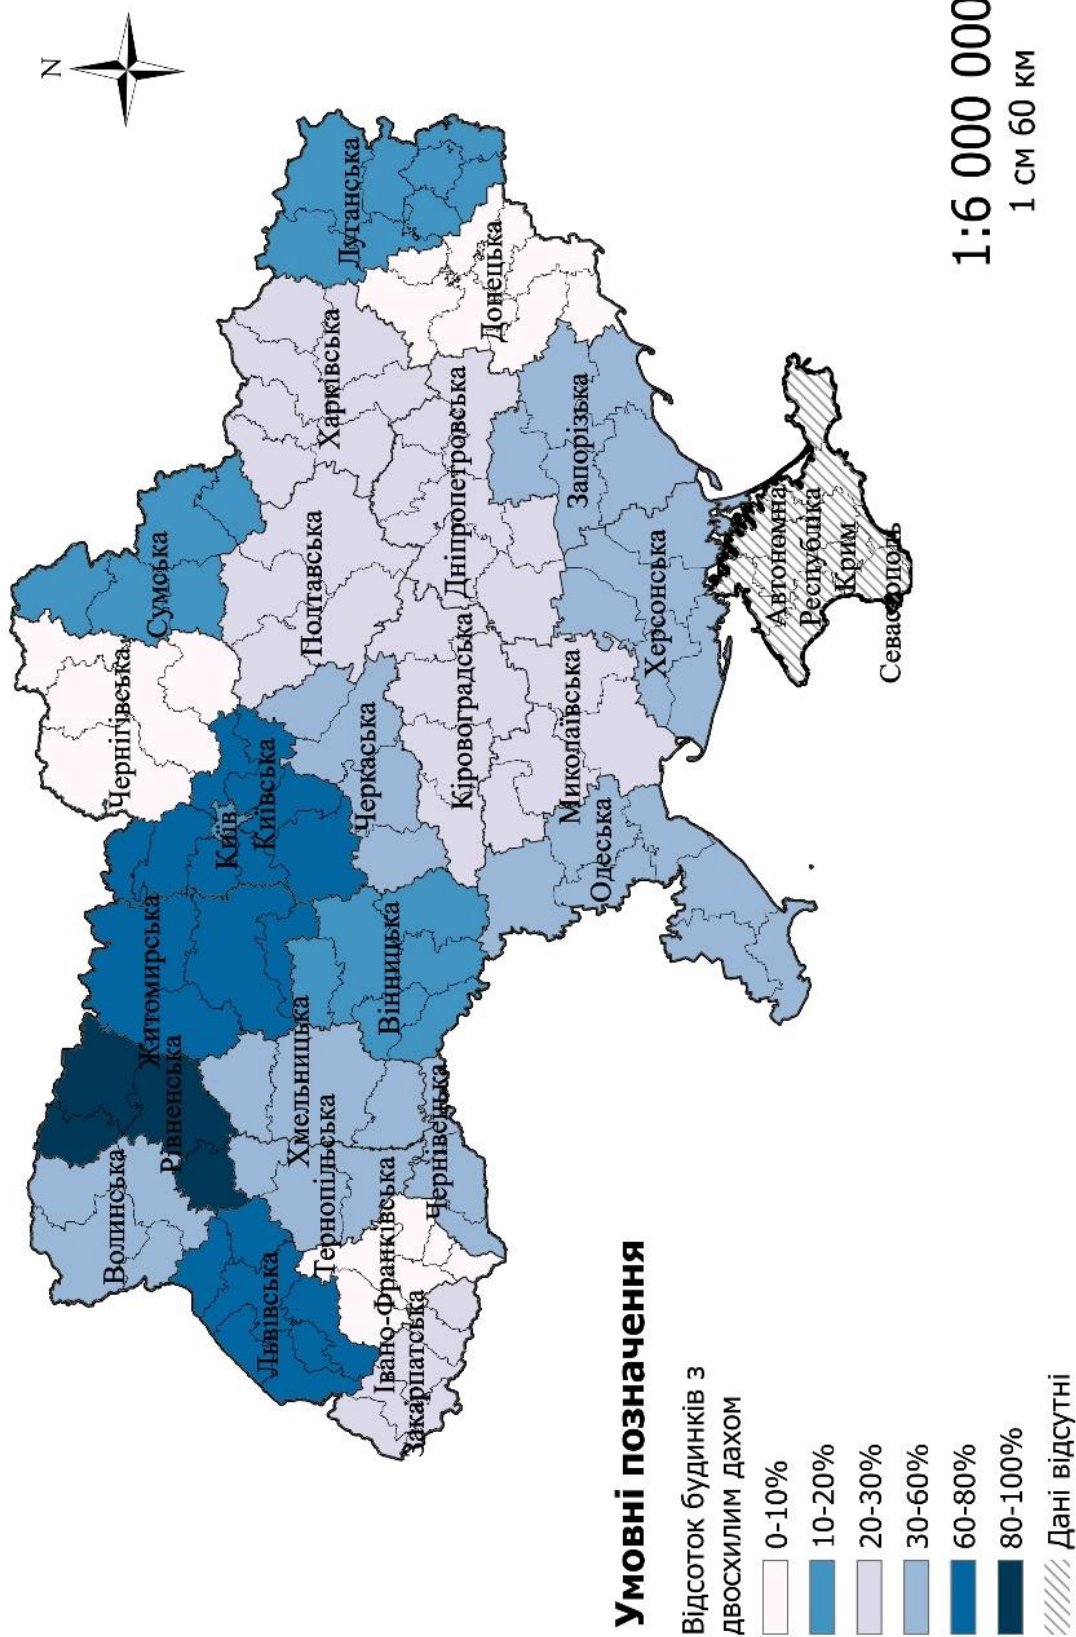 N
Волинська
Рівненська
Житомирська
Чернігівська
Сумська
Київ
Київська
Львівська
Тернопільська
Хмельницька
Вінницька
Черкаська
Полтавська
Харківська
Луганська
Івано-Франківська
Закарпатська
Чернівецька
Кіровоградська
Дніпропетровська
Донецька
Миколаївська
Одеська
Запорізька
Херсонська
Автономна
Республика
Крим
Севастополь
Умовні позначення
Відсоток будинків з
двосхилим дахом
0-10%
10-20%
20-30%
30-60%
60-80%
80-100%
Дані відсутні
1:6 000 000
1 см 60 км